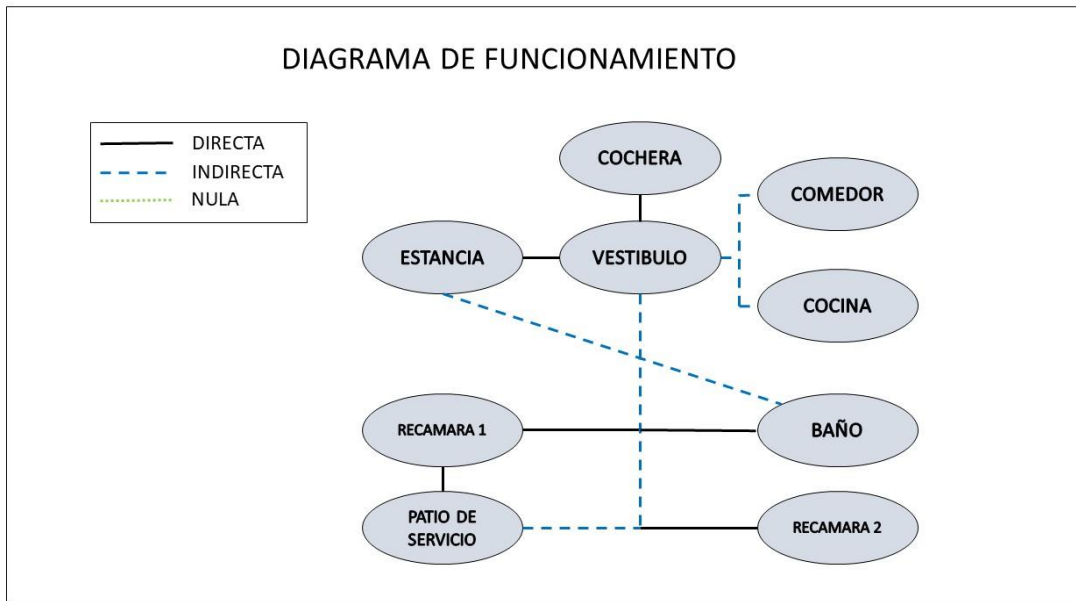 DIAGRAMA DE FUNCIONAMIENTO
DIRECTA
INDIRECTA
NULA
COCHERA
COMEDOR
ESTANCIA
VESTIBULO
COCINA
RECAMARA 1
BAÑO
PATIO DE
SERVICIO
RECAMARA 2